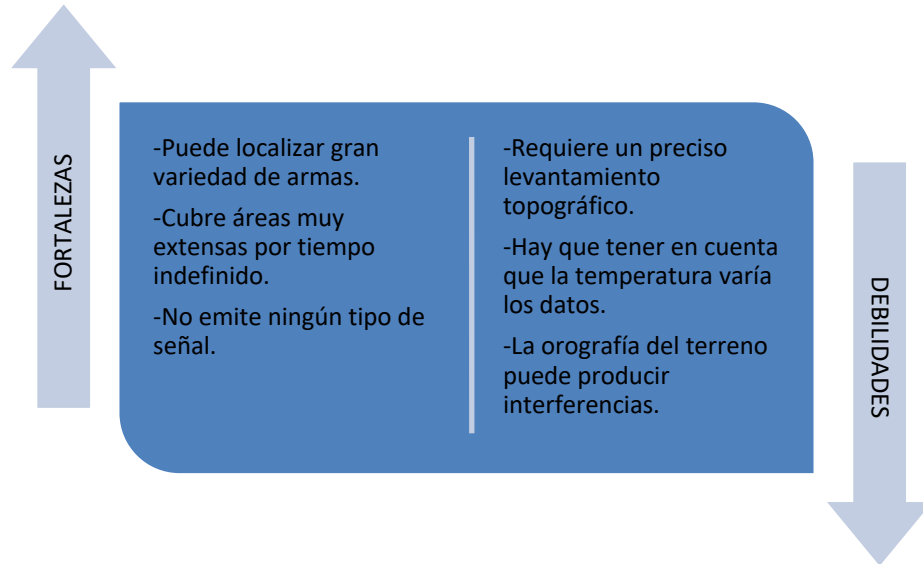 FORTALEZAS
-Puede localizar gran
variedad de armas.
-Cubre áreas muy
extensas por tiempo
indefinido.
-No emite ningún tipo de
señal.
-Requiere un preciso
levantamiento
topográfico.
-Hay que tener en cuenta
que la temperatura varía
los datos.
-La orografía del terreno
puede producir
interferencias.
DEBILIDADES